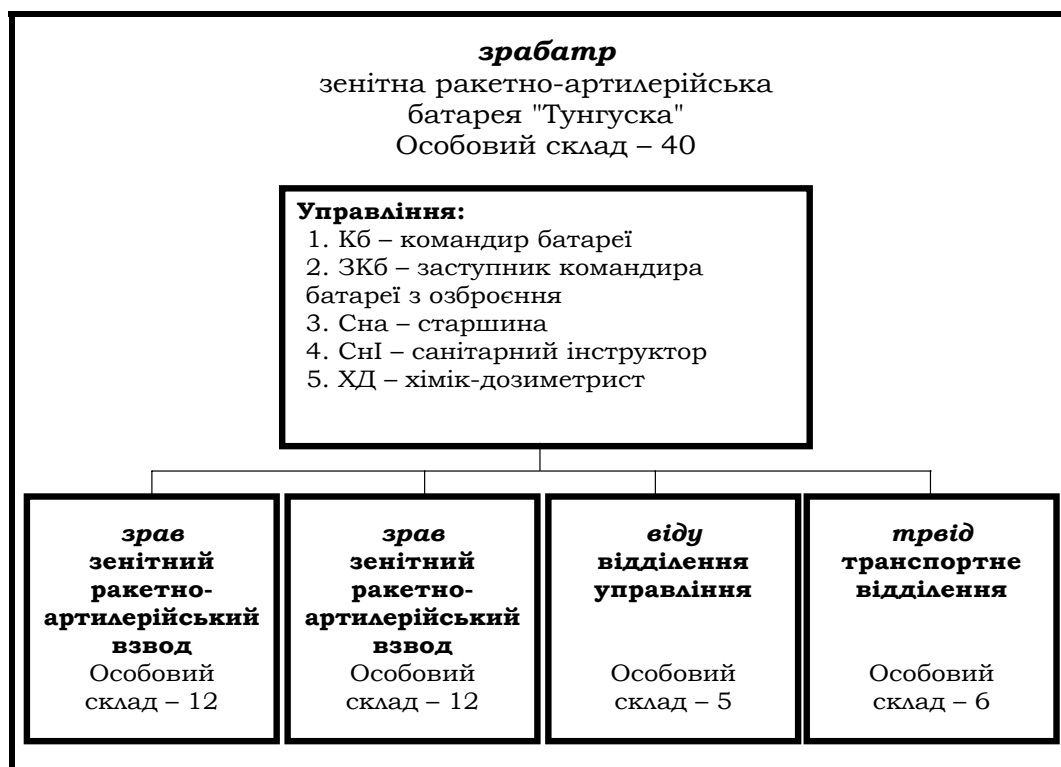 зрабатр
зенітна ракетно-артилерійська
батарея "Тунгуска"
Особовий склад – 40
Управління:
1. Кб – командир батареї
2. ЗКб – заступник командира
батареї з озброєння
3. Сна – старшина
4. СнІ – санітарний інструктор
5. ХД – хімік-дозиметрист
зрав
зенітний
ракетно-
артилерійський
взвод
Особовий
склад – 12
зрав
зенітний
ракетно-
артилерійський
взвод
Особовий
склад – 12
віду
відділення
управління
Особовий
склад – 5
трвід
транспортне
відділення
Особовий
склад – 6